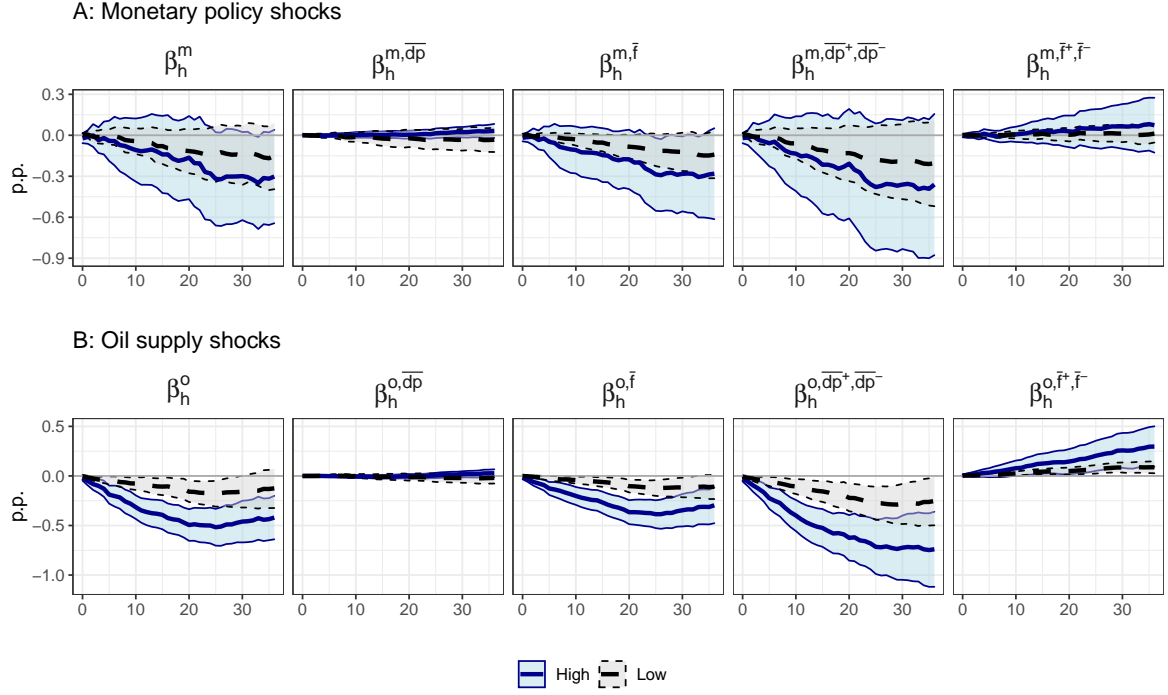 A: Monetary policy shocks
β_h^m
β_h^{m,\overline{dp}}
β_h^{m,\bar{f}}
β_h^{m,\overline{dp}^+,\overline{dp}^-}
β_h^{m,\bar{f}^+,\bar{f}^-}
p.p.
0.3
0.0
−0.3
−0.6
−0.9
0 10 20 30 0 10 20 30 0 10 20 30 0 10 20 30 0 10 20 30
B: Oil supply shocks
β_h^o
β_h^{o,\overline{dp}}
β_h^{o,\bar{f}}
β_h^{o,\overline{dp}^+,\overline{dp}^-}
β_h^{o,\bar{f}^+,\bar{f}^-}
p.p.
0.5
0.0
−0.5
−1.0
0 10 20 30 0 10 20 30 0 10 20 30 0 10 20 30 0 10 20 30
High Low